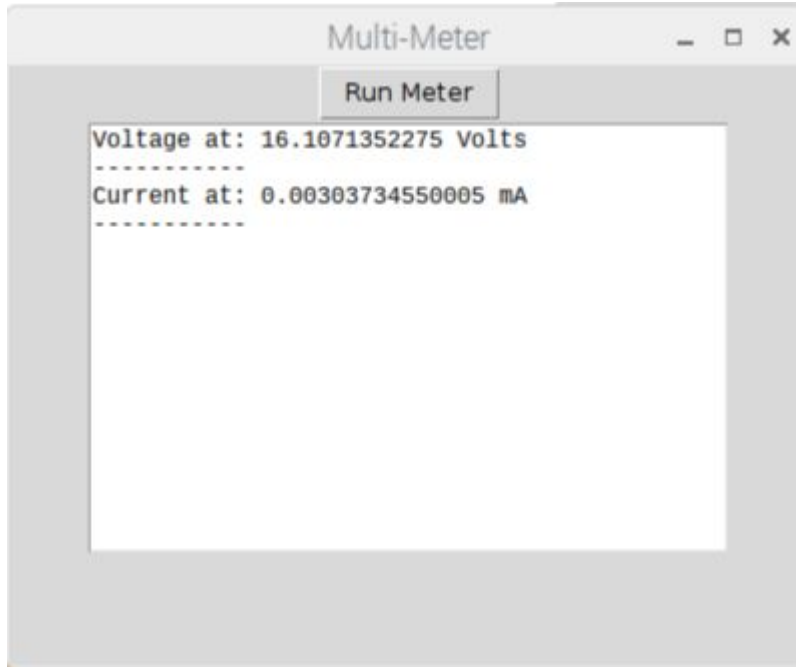 Multi-Meter
Run Meter
Voltage at: 16.1071352275 Volts
-----------
Current at: 0.00303734550005 mA
-----------